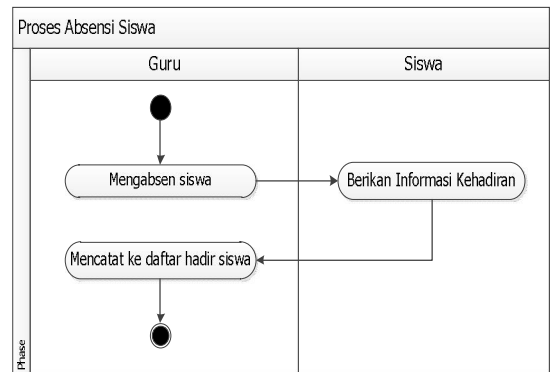 Proses Absensi Siswa
Guru
Siswa
Mengabsen siswa
Berikan Informasi Kehadiran
Mencatat ke daftar hadir siswa
Phase